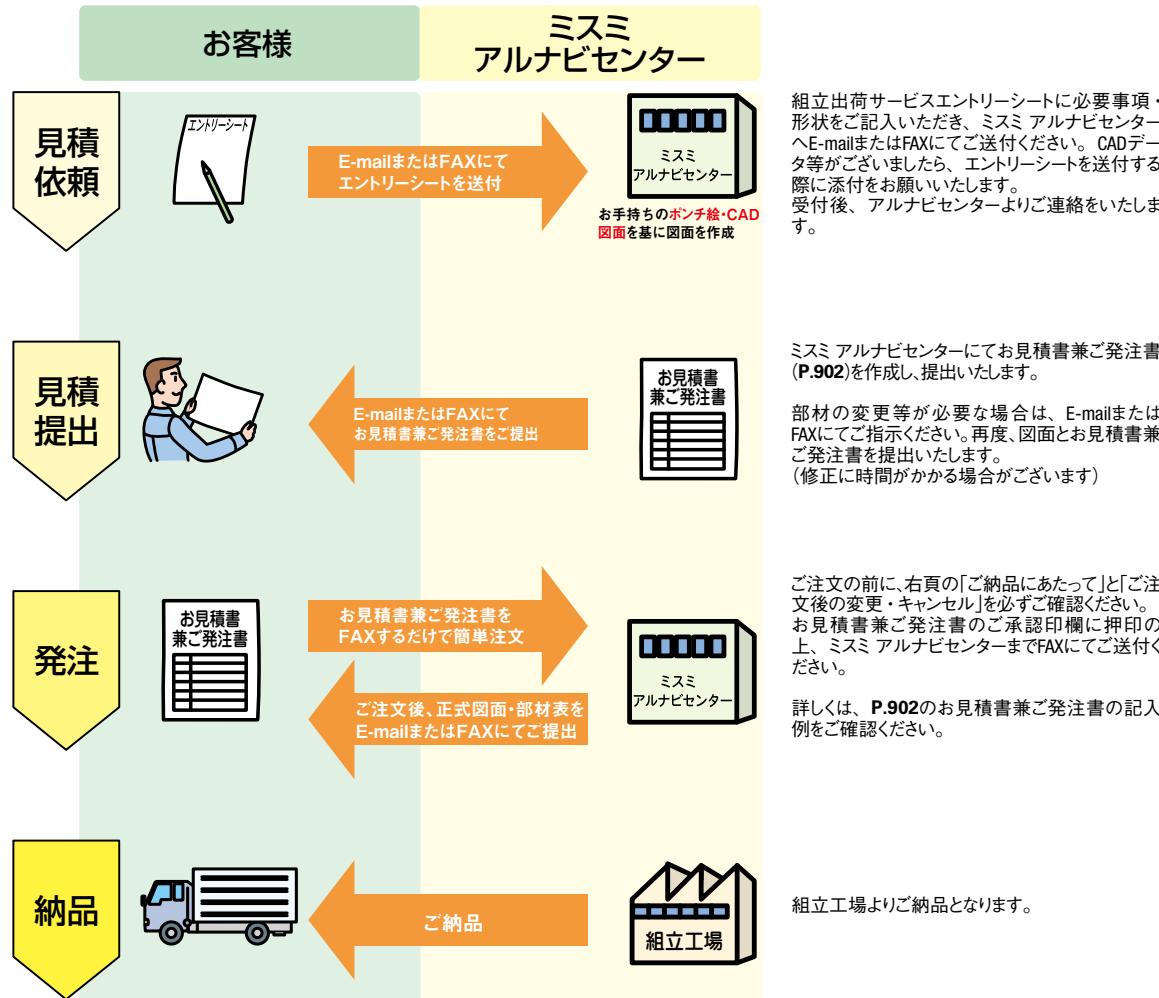 お客様
ミスミ
アルナビセンター
見積
依頼
エントリーシート
E-mailまたはFAXにて
エントリーシートを送付
ミスミ
アルナビセンター
お手持ちのポンチ絵・CAD
図面を基に図面を作成
組立出荷サービスエントリーシートに必要事項・
形状をご記入いただき、ミスミ アルナビセンター
へE-mailまたはFAXにてご送付ください。CADデー
タ等がございましたら、エントリーシートを送付する
際に添付をお願いいたします。
受付後、アルナビセンターよりご連絡をいたしま
す。
見積
提出
E-mailまたはFAXにて
お見積書兼ご発注書をご提出
お見積書
兼ご発注書
ミスミ アルナビセンターにてお見積書兼ご発注書
(P.902)を作成し、提出いたします。
部材の変更等が必要な場合は、E-mailまたは
FAXにてご指示ください。再度、図面とお見積書兼
ご発注書を提出いたします。
(修正に時間がかかる場合がございます)
発注
お見積書
兼ご発注書
お見積書兼ご発注書を
FAXするだけで簡単注文
ご注文後、正式図面・部材表を
E-mailまたはFAXにてご提出
ミスミ
アルナビセンター
ご注文の前に、右頁の「ご納品にあたって」と「ご注
文後の変更・キャンセル」を必ずご確認ください。
お見積書兼ご発注書のご承認印欄に押印の
上、ミスミ アルナビセンターまでFAXにてご送付く
ださい。
詳しくは、P.902のお見積書兼ご発注書の記入
例をご確認ください。
納品
ご納品
組立工場
組立工場よりご納品となります。